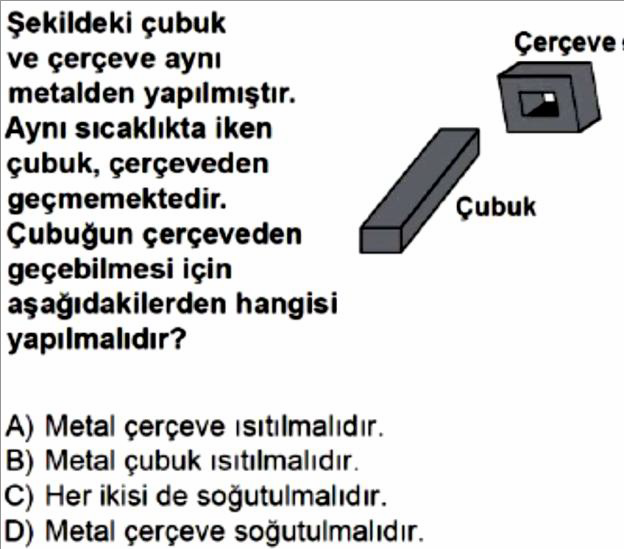 Şekildeki çubuk
ve çerçeve aynı
metalden yapılmıştır.
Aynı sıcaklıkta iken
çubuk, çerçeveden
geçmemektedir.
Çubuğun çerçeveden
geçebilmesi için
aşağıdakilerden hangisi
yapılmalıdır?
Çerçeve
Çubuk
A) Metal çerçeve ısıtılmalıdır.
B) Metal çubuk ısıtılmalıdır.
C) Her ikisi de soğutulmalıdır.
D) Metal çerçeve soğutulmalıdır.